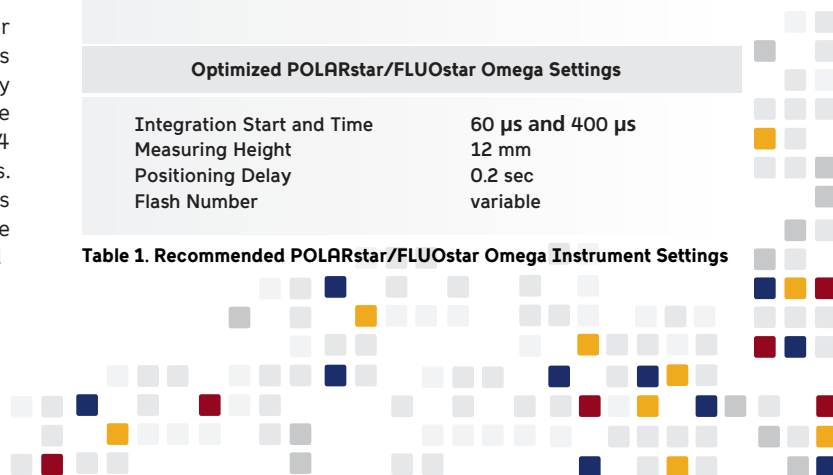 r
s
y
e
4
s.
s
e
Optimized POLARstar/FLUOstar Omega Settings
Integration Start and Time 60 µs and 400 µs
Measuring Height 12 mm
Positioning Delay 0.2 sec
Flash Number variable
Table 1. Recommended POLARstar/FLUOstar Omega Instrument Settings